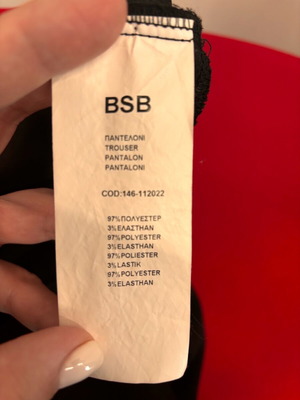 BSB
ΠΑΝΤΕΛΟΝΙ
TROUSER
PANTALON
PANTALONI
COD:146-112022
97%ΠΟΛΥΕΣΤΕΡ
3%ΕΛΑΣΤΗΑΝ
97%POLYESTER
3%ELASTHAN
97%POLIESTER
3%LASTIK
97%POLYESTER
3%ELASTHAN